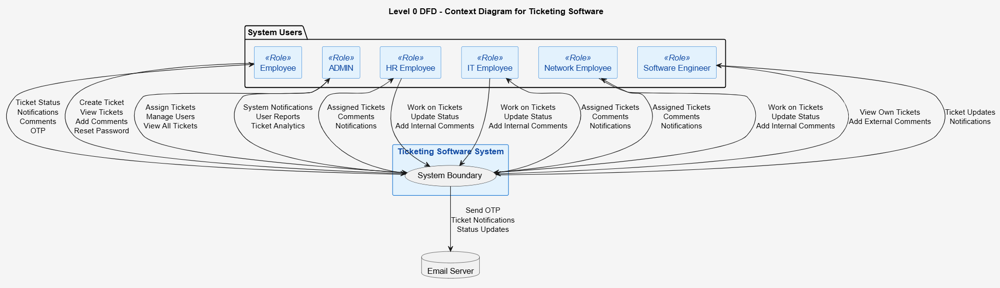 Level 0 DFD - Context Diagram for Ticketing Software
System Users
«Role»
Employee
«Role»
ADMIN
«Role»
HR Employee
«Role»
IT Employee
«Role»
Network Employee
«Role»
Software Engineer
Ticket Status
Notifications
Comments
OTP
Create Ticket
View Tickets
Add Comments
Reset Password
Assign Tickets
Manage Users
View All Tickets
System Notifications
User Reports
Ticket Analytics
Assigned Tickets
Comments
Notifications
Work on Tickets
Update Status
Add Internal Comments
Work on Tickets
Update Status
Add Internal Comments
Assigned Tickets
Comments
Notifications
Assigned Tickets
Comments
Notifications
Work on Tickets
Update Status
Add Internal Comments
View Own Tickets
Add External Comments
Ticket Updates
Notifications
Ticketing Software System
System Boundary
Send OTP
Ticket Notifications
Status Updates
Email Server